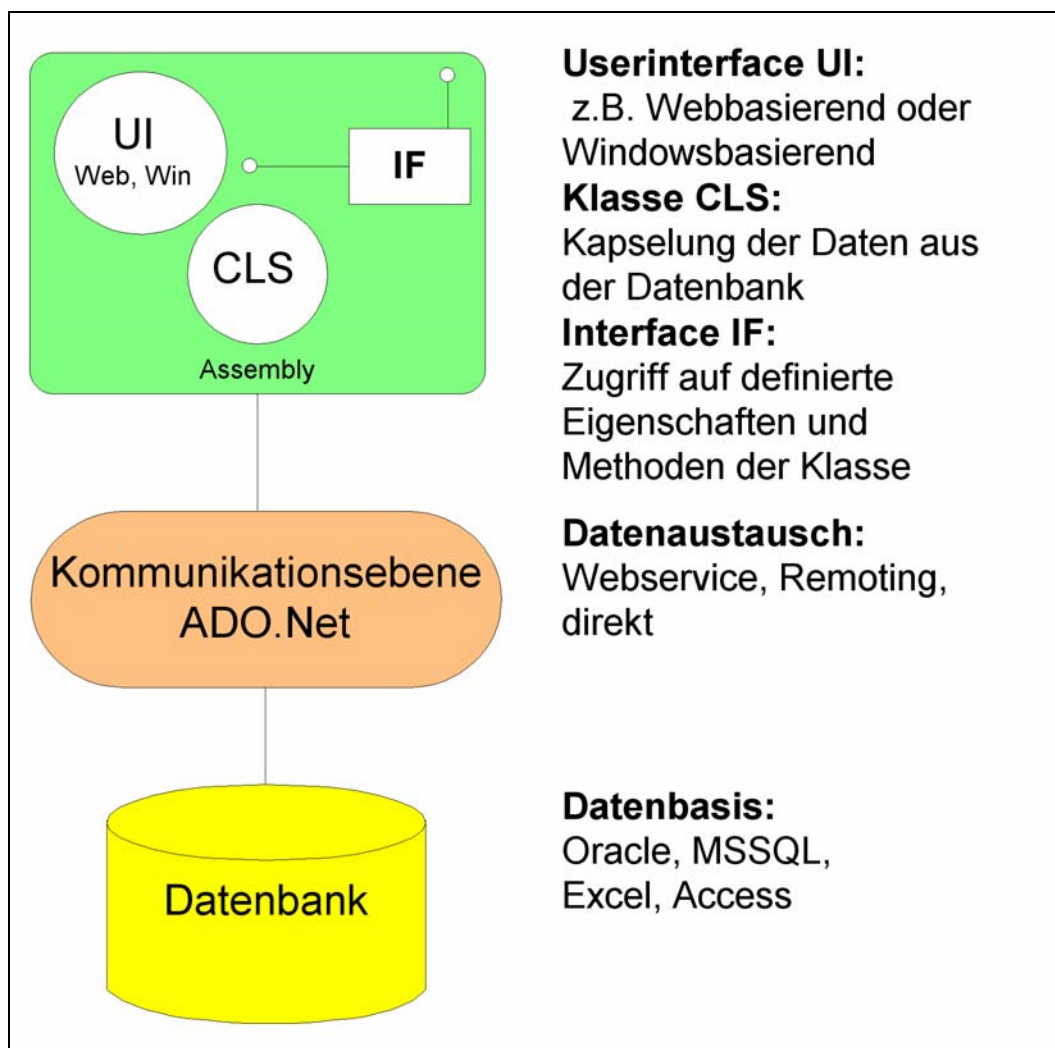 UI
Web, Win
IF
CLS
Assembly
Userinterface UI:
z.B. Webbasierend oder
Windowsbasierend
Klasse CLS:
Kapselung der Daten aus
der Datenbank
Interface IF:
Zugriff auf definierte
Eigenschaften und
Methoden der Klasse
Kommunikationsebene
ADO.Net
Datenaustausch:
Webservice, Remoting,
direkt
Datenbank
Datenbasis:
Oracle, MSSQL,
Excel, Access